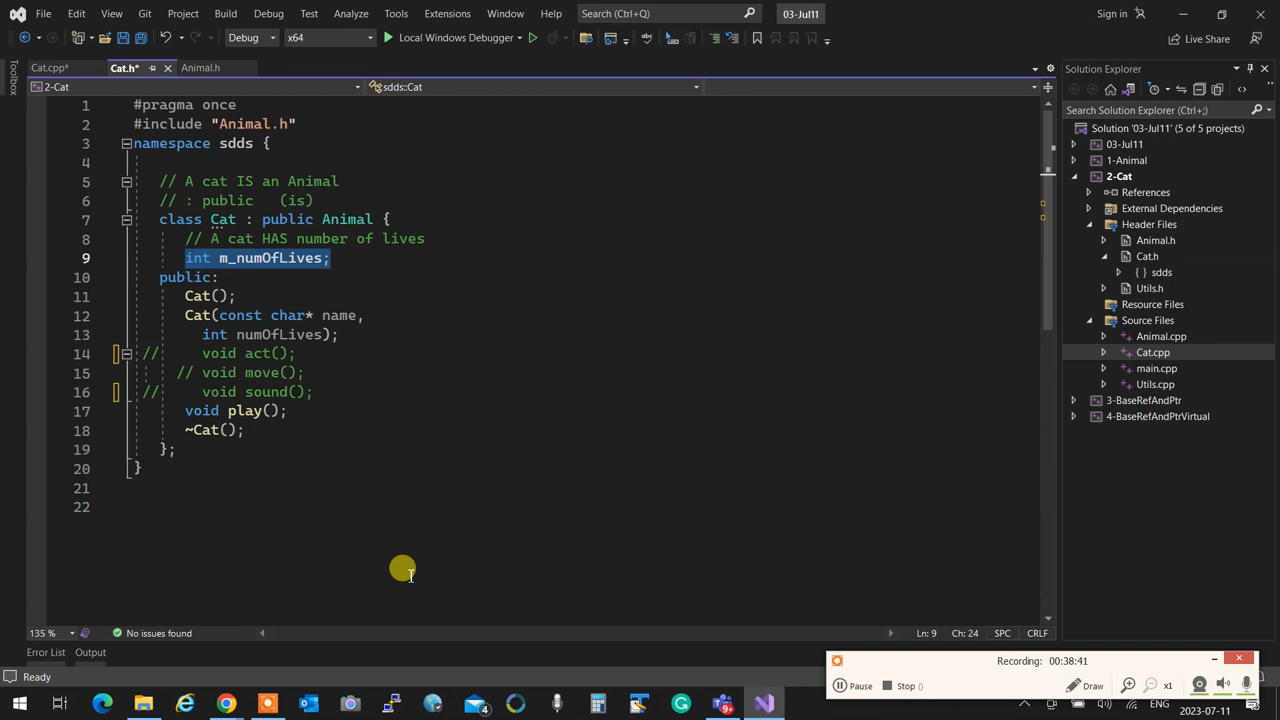 File Edit View Git Project Build Debug Test Analyze Tools Extensions Window Help Search (Ctrl+Q) 03-Jul11 Sign in
Debug x64 Local Windows Debugger Live Share
Toolbox
Cat.cpp* Cat.h* Animal.h
2-Cat sdds::Cat
1 #pragma once
2 #include "Animal.h"
3 namespace sdds {
4
5 // A cat IS an Animal
6 // : public (is)
7 class Cat : public Animal {
8 // A cat HAS number of lives
9 int m_numOfLives;
10 public:
11 Cat();
12 Cat(const char* name,
13 int numOfLives);
14 // void act();
15 // void move();
16 // void sound();
17 void play();
18 ~Cat();
19 };
20 }
21
22
135 % No issues found Ln: 9 Ch: 24 SPC CRLF
Error List Output
Ready
Solution Explorer
Search Solution Explorer (Ctrl+;)
Solution '03-Jul11' (5 of 5 projects)
03-Jul11
1-Animal
2-Cat
References
External Dependencies
Header Files
Animal.h
Cat.h
{ } sdds
Utils.h
Resource Files
Source Files
Animal.cpp
Cat.cpp
main.cpp
Utils.cpp
3-BaseRefAndPtr
4-BaseRefAndPtrVirtual
Recording: 00:38:41
Pause Stop () Draw x1
4 9+ ENG 2023-07-11